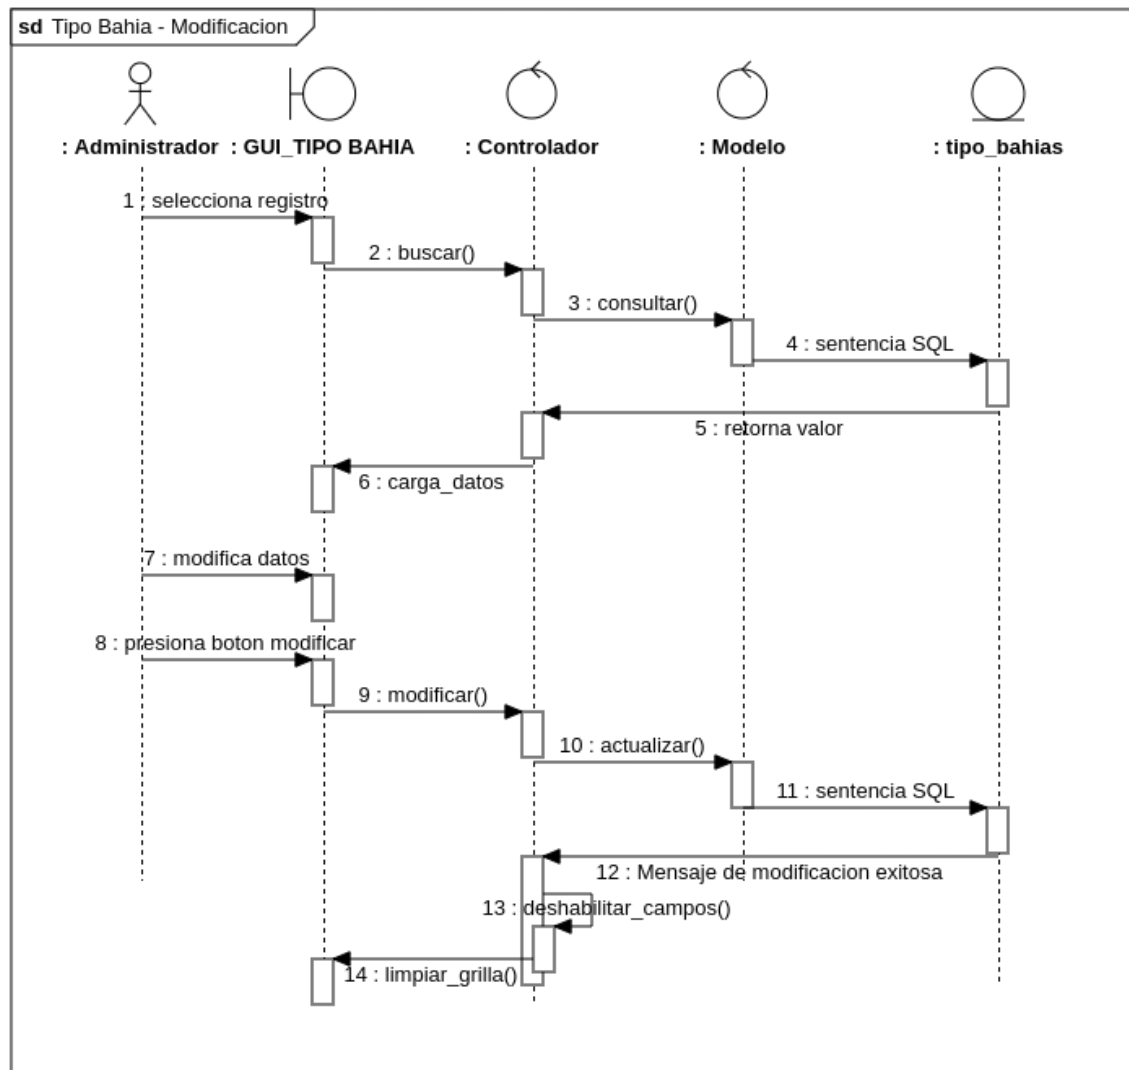 sd Tipo Bahia - Modificacion
: Administrador : GUI_TIPO BAHIA : Controlador : Modelo : tipo_bahias
1 : selecciona registro
2 : buscar()
3 : consultar()
4 : sentencia SQL
5 : retorna valor
6 : carga_datos
7 : modifica datos
8 : presiona boton modificar
9 : modificar()
10 : actualizar()
11 : sentencia SQL
12 : Mensaje de modificacion exitosa
13 : deshabilitar_campos()
14 : limpiar_grilla()